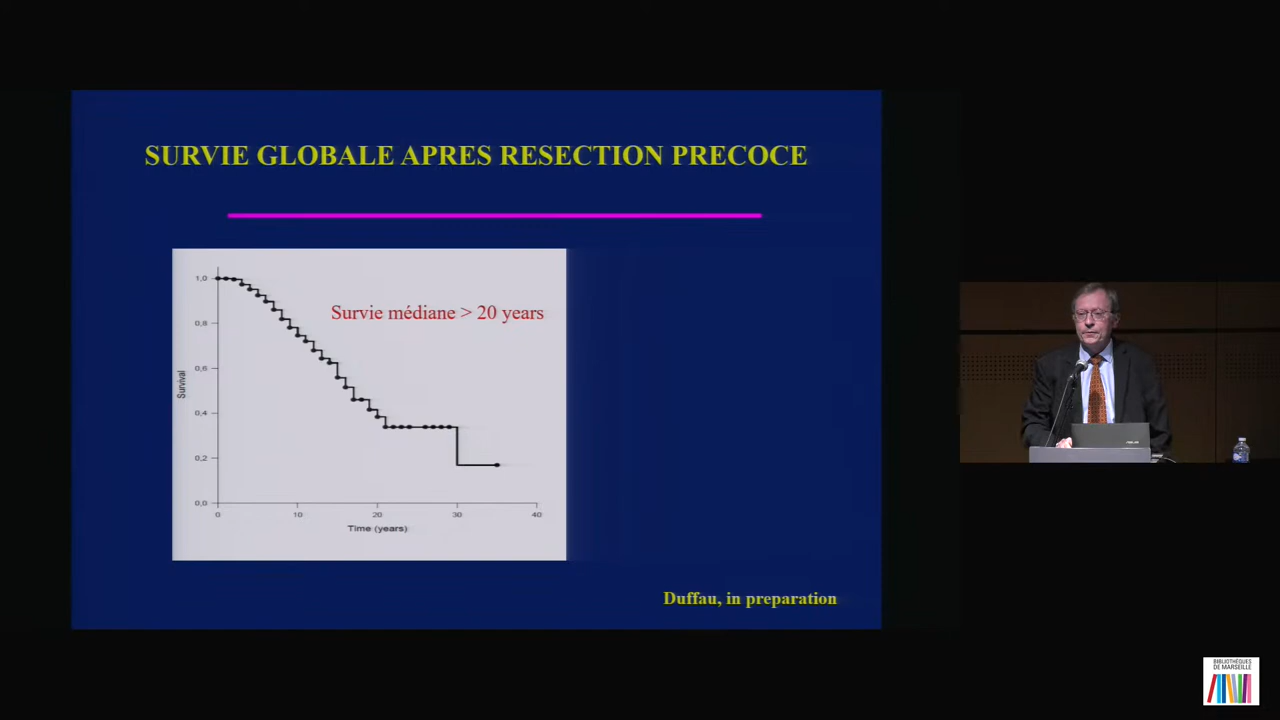 SURVIE GLOBALE APRES RESECTION PRECOCE
Survie médiane > 20 years
1,0
0,8
0,6
0,4
0,2
0,0
Survival
0
10
20
30
40
Time (years)
Duffau, in preparation
BIBLIOTHÈQUES
DE MARSEILLE